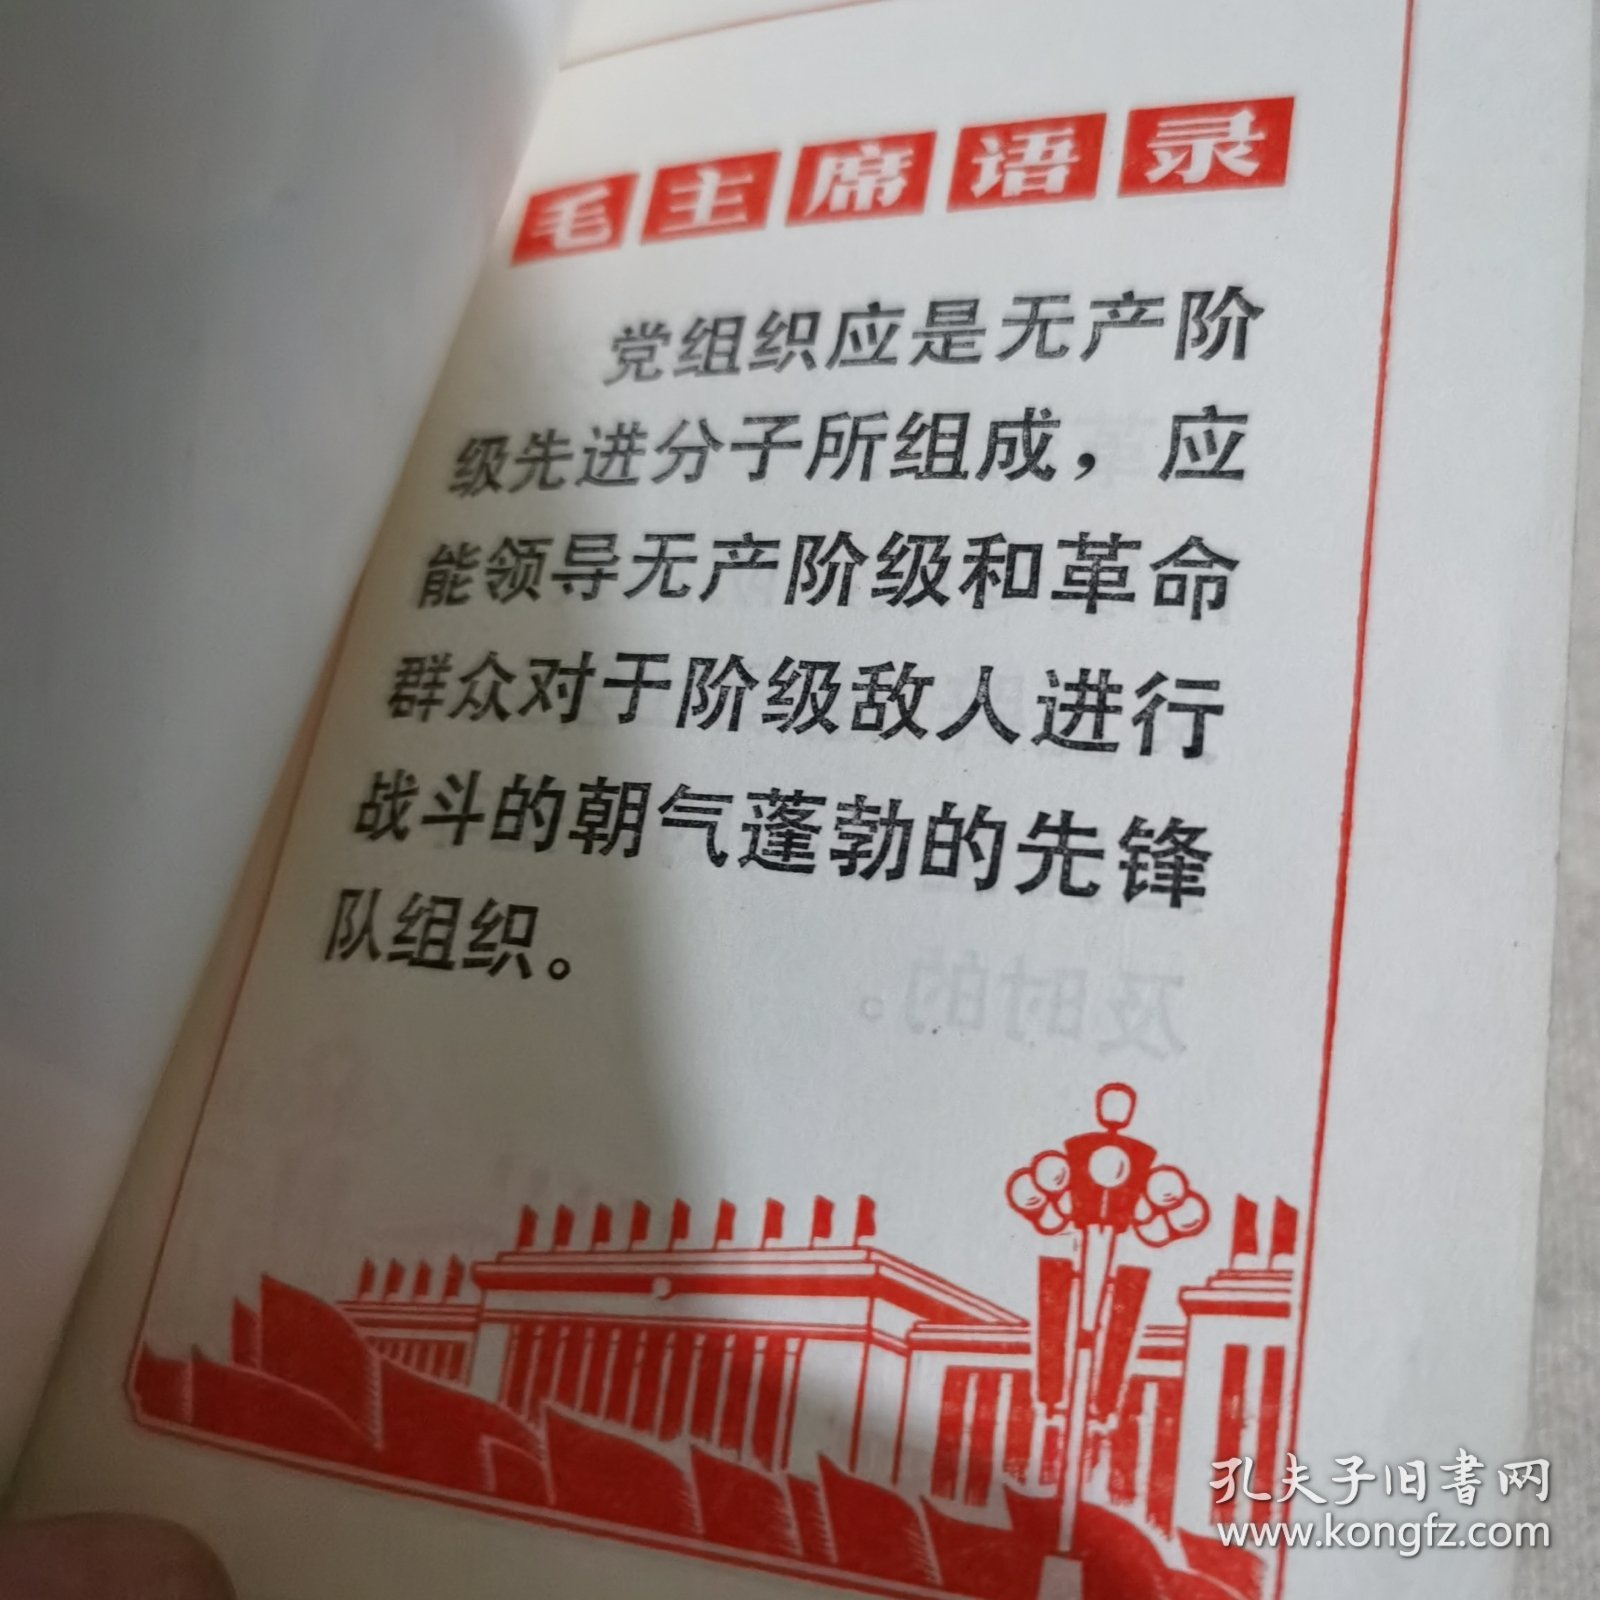 毛主席语录
党组织应是无产阶
级先进分子所组成，应
能领导无产阶级和革命
群众对于阶级敌人进行
战斗的朝气蓬勃的先锋
队组织。
及时的。
孔夫子旧书网
www.kongfz.com